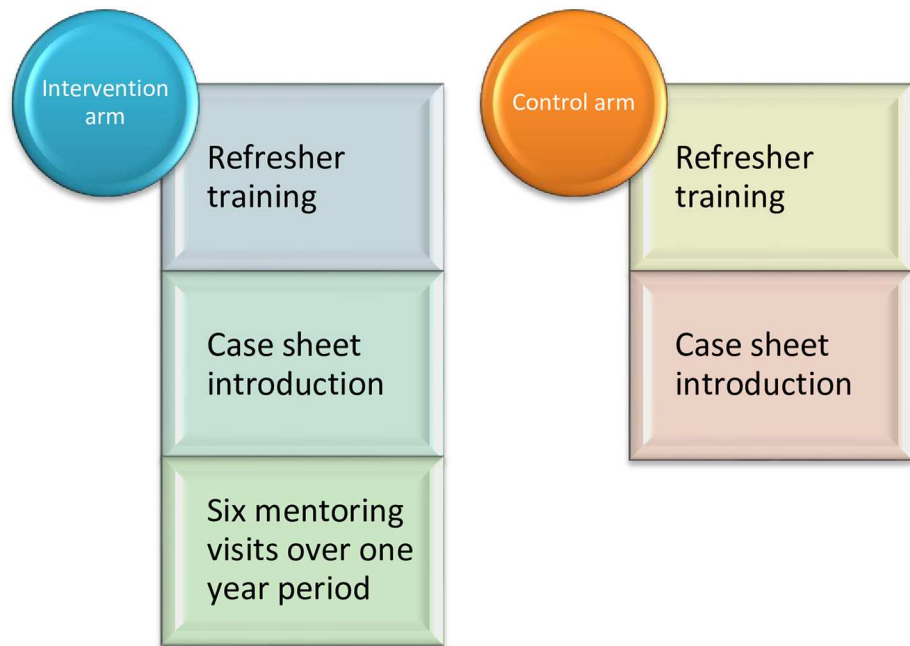 Intervention
arm
Refresher
training
Case sheet
introduction
Six mentoring
visits over one
year period
Control arm
Refresher
training
Case sheet
introduction